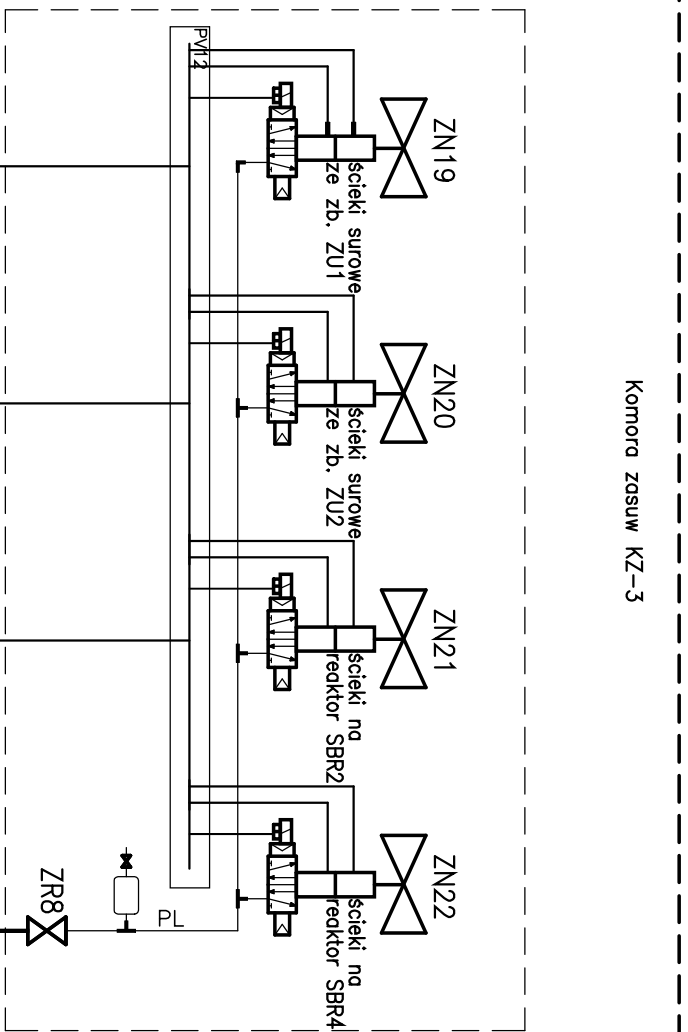 Komora zasuw KZ-3
ZN19
ścieki surowe
ze zb. ZU1
ZN20
ścieki surowe
ze zb. ZU2
ZN21
ścieki na
reaktor SBR2
ZN22
ścieki na
reaktor SBR4
PV12
PL
ZR8